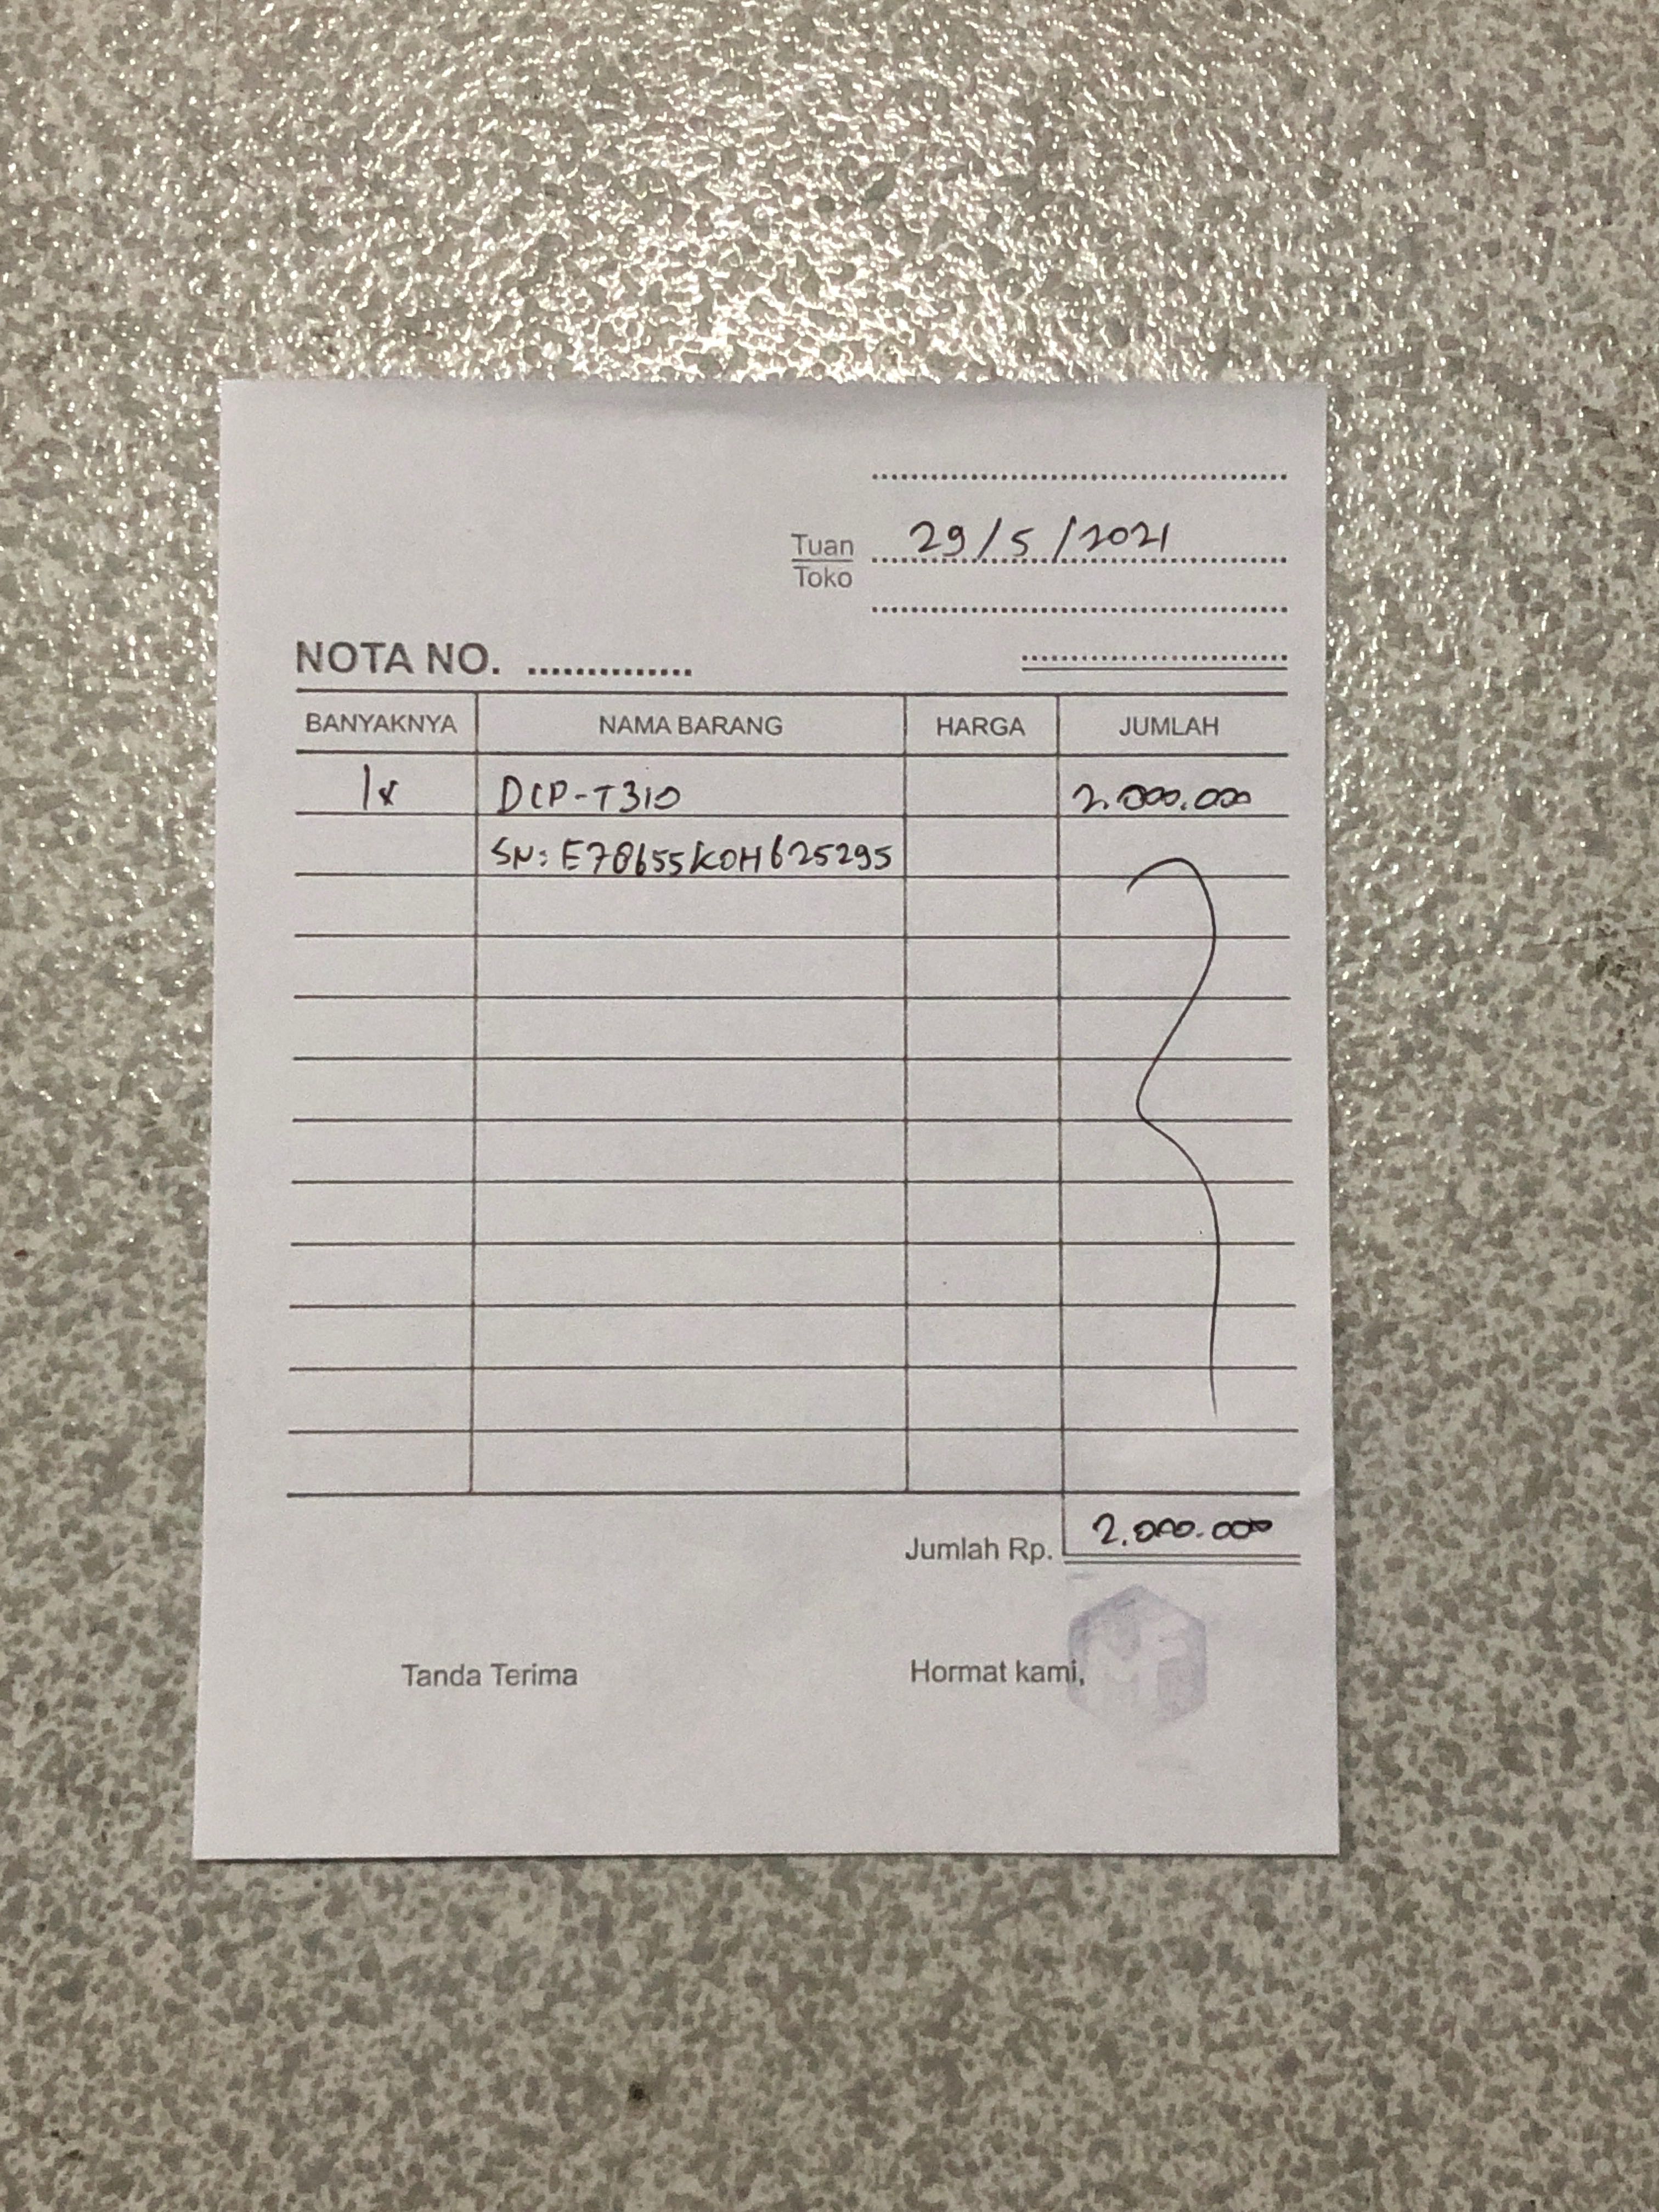 Tuan 29/5/2021
Toko
NOTA NO. ..............
BANYAKNYA NAMA BARANG HARGA JUMLAH
1x DCP-T310 2.000.000
SN: E78655K0H625295
Jumlah Rp. 2.000.000
Tanda Terima Hormat kami,